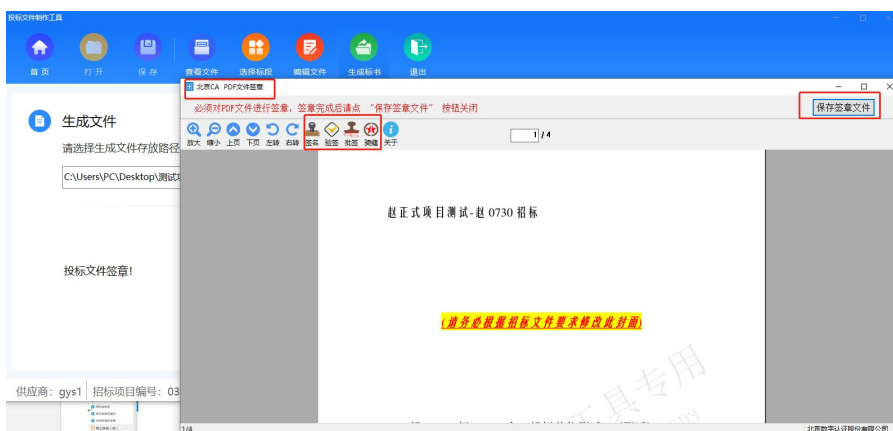 投标文件制作工具
首 页
打 开
保 存
查看文件
选择标段
编辑文件
生成标书
退出
北京CA PDF文件签章
必须对PDF文件进行签章，签章完成后请点 “保存签章文件” 按钮关闭
保存签章文件
放大 缩小 上页 下页 左转 右转 签名 验签 批签 骑缝 关于
1 / 4
生成文件
请选择生成文件存放路径
C:\Users\PC\Desktop\测试
投标文件签章!
赵正式项目测试-赵 0730 招标
(请务必根据招标文件要求修改此封面)
工具专用
供应商: gys1 招标项目编号: 03
1/4
北京数字认证股份有限公司